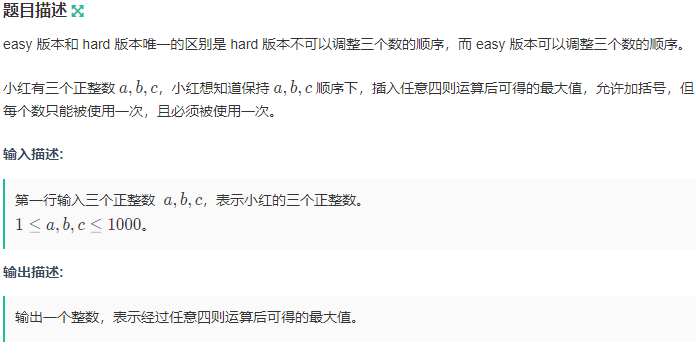 题目描述
easy 版本和 hard 版本唯一的区别是 hard 版本不可以调整三个数的顺序，而 easy 版本可以调整三个数的顺序。
小红有三个正整数 a,b,c，小红想知道保持 a,b,c 顺序下，插入任意四则运算后可得的最大值，允许加括号，但
每个数只能被使用一次，且必须被使用一次。
输入描述:
第一行输入三个正整数 a,b,c，表示小红的三个正整数。
1 ≤ a,b,c ≤ 1000。
输出描述:
输出一个整数，表示经过任意四则运算后可得的最大值。